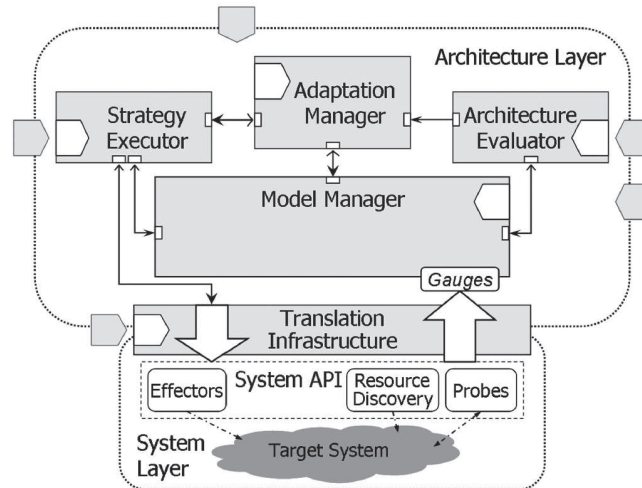 Architecture Layer
Strategy
Executor
Adaptation
Manager
Architecture
Evaluator
Model Manager
Gauges
Translation
Infrastructure
System API
Effectors
Resource
Discovery
Probes
System
Layer
Target System